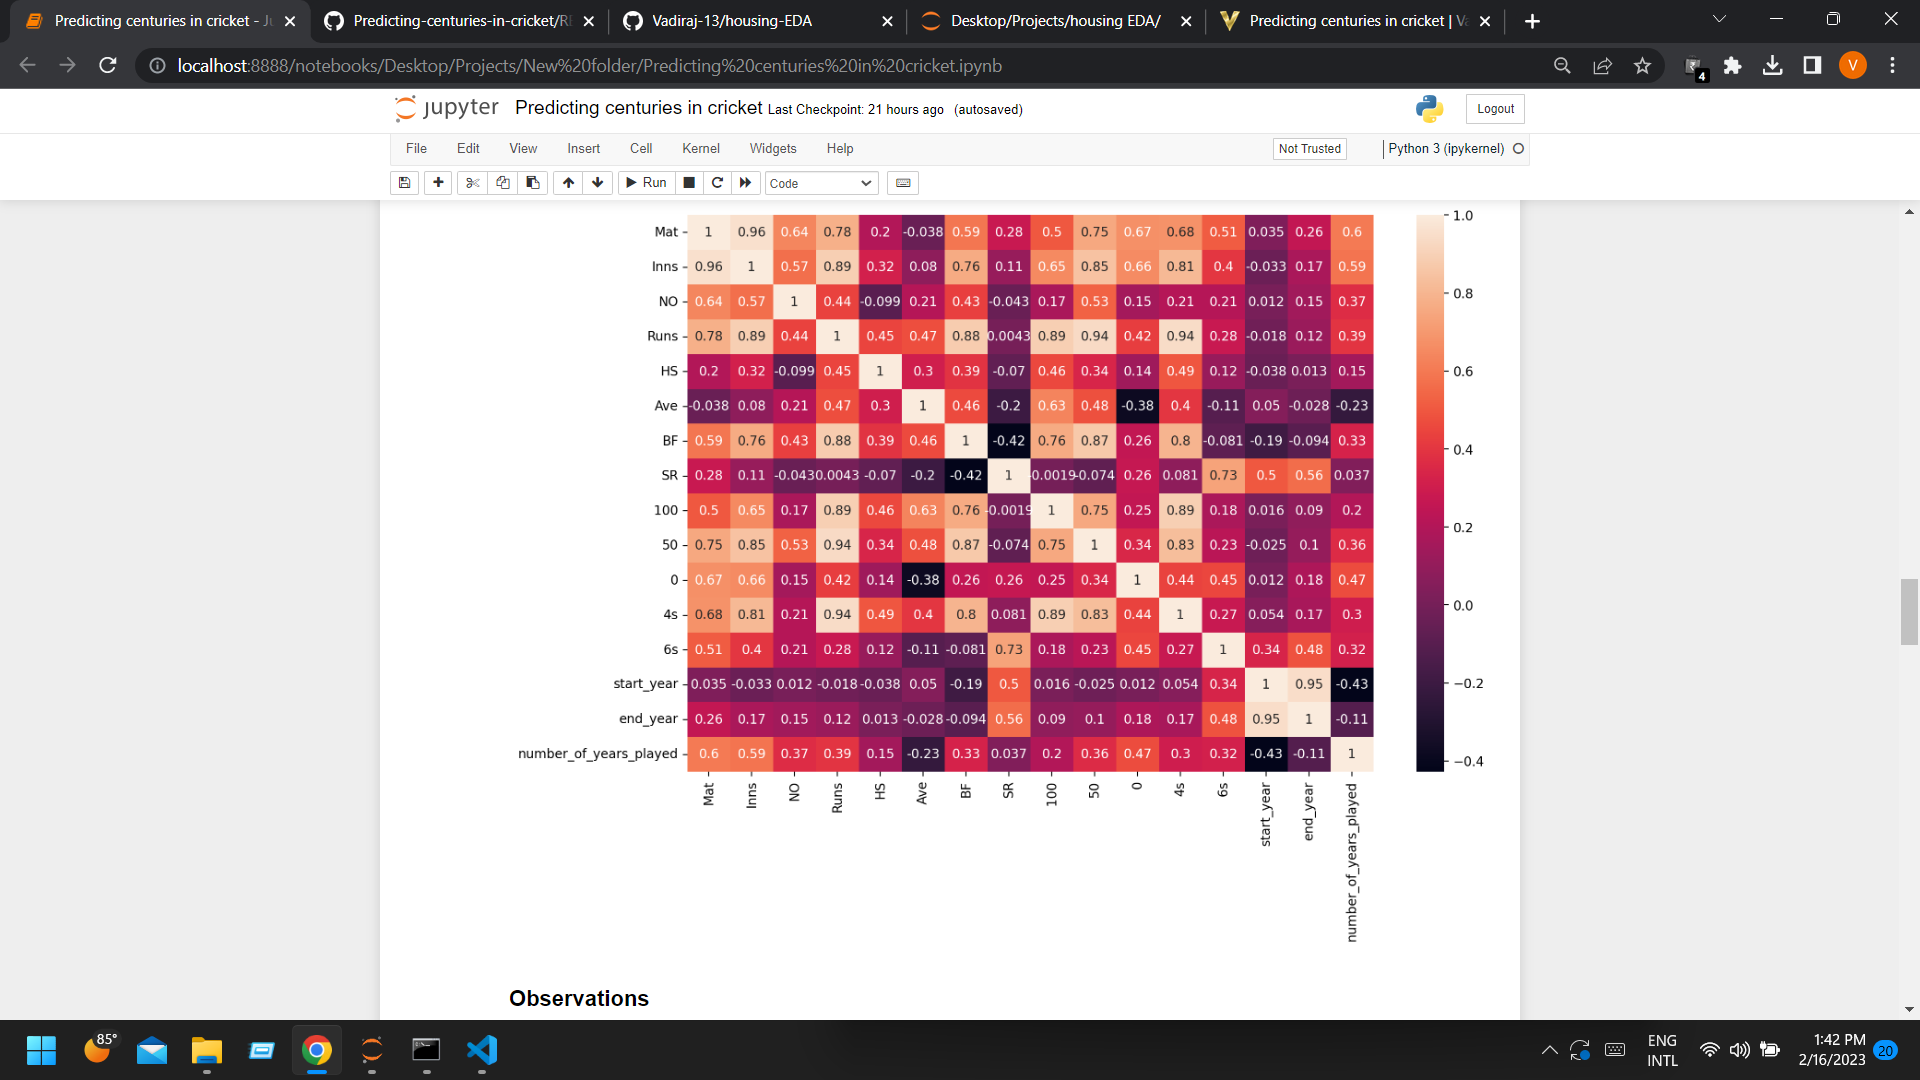 Predicting centuries in cricket - Ju
Predicting-centuries-in-cricket/RE
Vadiraj-13/housing-EDA
Desktop/Projects/housing EDA/
Predicting centuries in cricket | Va
localhost:8888/notebooks/Desktop/Projects/New%20folder/Predicting%20centuries%20in%20cricket.ipynb
4
V
jupyter Predicting centuries in cricket Last Checkpoint: 21 hours ago (autosaved)
Logout
File Edit View Insert Cell Kernel Widgets Help
Not Trusted
Python 3 (ipykernel)
Run
Code
Mat 1 0.96 0.64 0.78 0.2 -0.038 0.59 0.28 0.5 0.75 0.67 0.68 0.51 0.035 0.26 0.6
Inns 0.96 1 0.57 0.89 0.32 0.08 0.76 0.11 0.65 0.85 0.66 0.81 0.4 -0.033 0.17 0.59
NO 0.64 0.57 1 0.44 -0.099 0.21 0.43 -0.043 0.17 0.53 0.15 0.21 0.21 0.012 0.15 0.37
Runs 0.78 0.89 0.44 1 0.45 0.47 0.88 0.0043 0.89 0.94 0.42 0.94 0.28 -0.018 0.12 0.39
HS 0.2 0.32 -0.099 0.45 1 0.3 0.39 -0.07 0.46 0.34 0.14 0.49 0.12 -0.038 0.013 0.15
Ave -0.038 0.08 0.21 0.47 0.3 1 0.46 -0.2 0.63 0.48 -0.38 0.4 -0.11 0.05 -0.028 -0.23
BF 0.59 0.76 0.43 0.88 0.39 0.46 1 -0.42 0.76 0.87 0.26 0.8 -0.081 -0.19 -0.094 0.33
SR 0.28 0.11 -0.043 0.0043 -0.07 -0.2 -0.42 1 -0.0019 -0.074 0.26 0.081 0.73 0.5 0.56 0.037
100 0.5 0.65 0.17 0.89 0.46 0.63 0.76 -0.0019 1 0.75 0.25 0.89 0.18 0.016 0.09 0.2
50 0.75 0.85 0.53 0.94 0.34 0.48 0.87 -0.074 0.75 1 0.34 0.83 0.23 -0.025 0.1 0.36
0 0.67 0.66 0.15 0.42 0.14 -0.38 0.26 0.26 0.25 0.34 1 0.44 0.45 0.012 0.18 0.47
4s 0.68 0.81 0.21 0.94 0.49 0.4 0.8 0.081 0.89 0.83 0.44 1 0.27 0.054 0.17 0.3
6s 0.51 0.4 0.21 0.28 0.12 -0.11 -0.081 0.73 0.18 0.23 0.45 0.27 1 0.34 0.48 0.32
start_year 0.035 -0.033 0.012 -0.018 -0.038 0.05 -0.19 0.5 0.016 -0.025 0.012 0.054 0.34 1 0.95 -0.43
end_year 0.26 0.17 0.15 0.12 0.013 -0.028 -0.094 0.56 0.09 0.1 0.18 0.17 0.48 0.95 1 -0.11
number_of_years_played 0.6 0.59 0.37 0.39 0.15 -0.23 0.33 0.037 0.2 0.36 0.47 0.3 0.32 -0.43 -0.11 1
Mat Inns NO Runs HS Ave BF SR 100 50 0 4s 6s start_year end_year number_of_years_played
1.0
0.8
0.6
0.4
0.2
0.0
−0.2
−0.4
Observations
85°
ENG
INTL
1:42 PM
2/16/2023
20